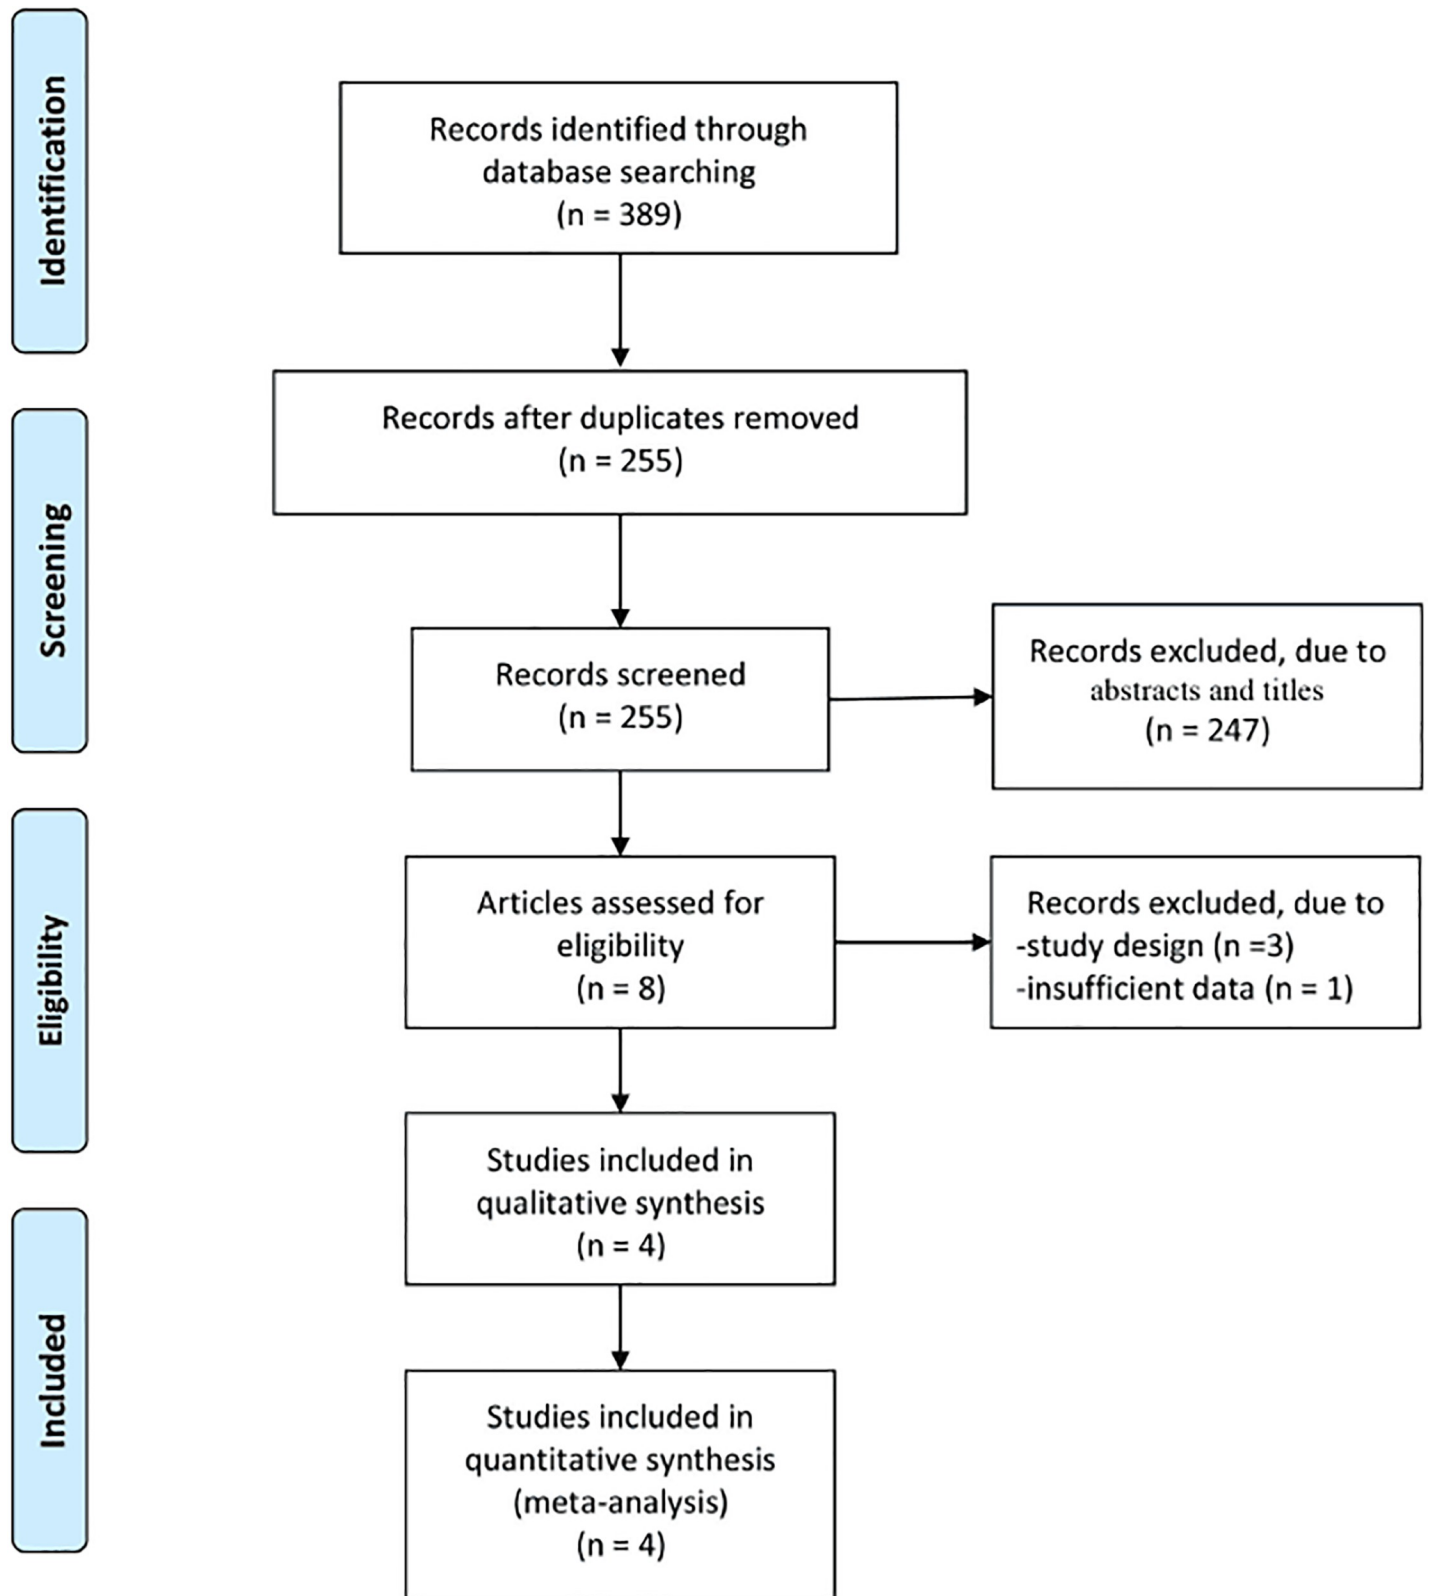 Identification
Records identified through
database searching
(n = 389)
Records after duplicates removed
(n = 255)
Screening
Records screened
(n = 255)
Records excluded, due to
abstracts and titles
(n = 247)
Eligibility
Articles assessed for
eligibility
(n = 8)
Records excluded, due to
-study design (n =3)
-insufficient data (n = 1)
Studies included in
qualitative synthesis
(n = 4)
Included
Studies included in
quantitative synthesis
(meta-analysis)
(n = 4)